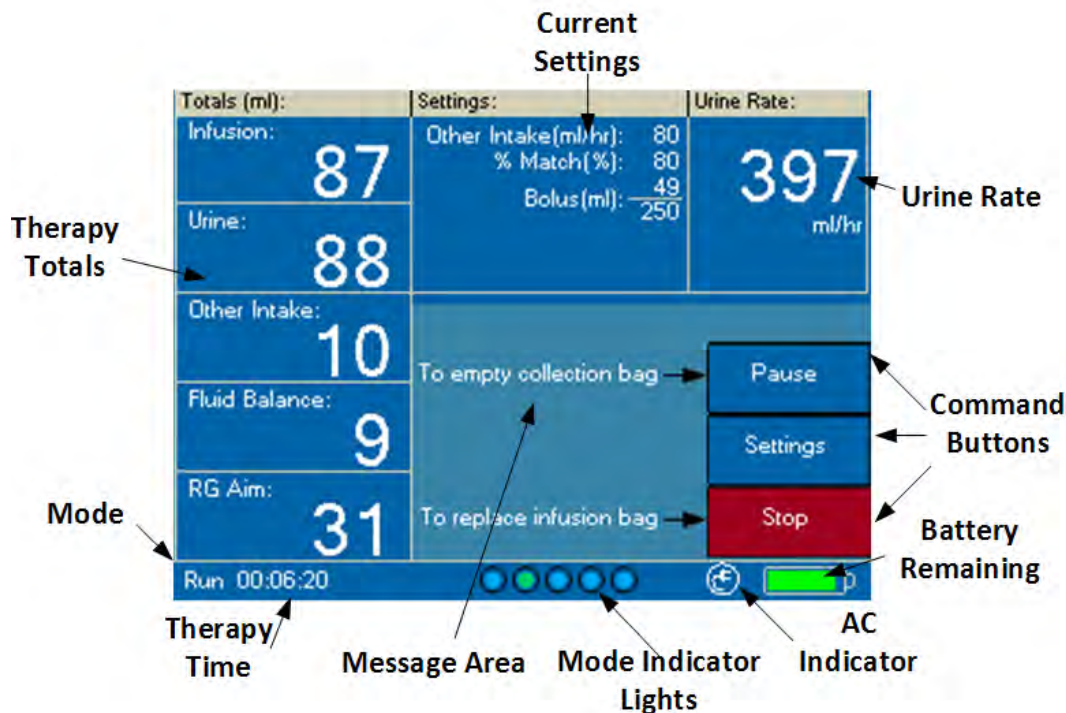 Current
Settings
Totals (ml):
Settings:
Urine Rate:
Infusion:
87
Other Intake(ml/hr): 80
% Match(%): 80
Bolus(ml): 49
250
397
ml/hr
Urine Rate
Therapy
Totals
Urine:
88
Other Intake:
10
To empty collection bag
Pause
Fluid Balance:
9
Settings
Command
Buttons
RG Aim:
31
To replace infusion bag
Stop
Mode
Battery
Remaining
Run 00:06:20
Therapy
Time
Message Area
Mode Indicator
Lights
AC
Indicator